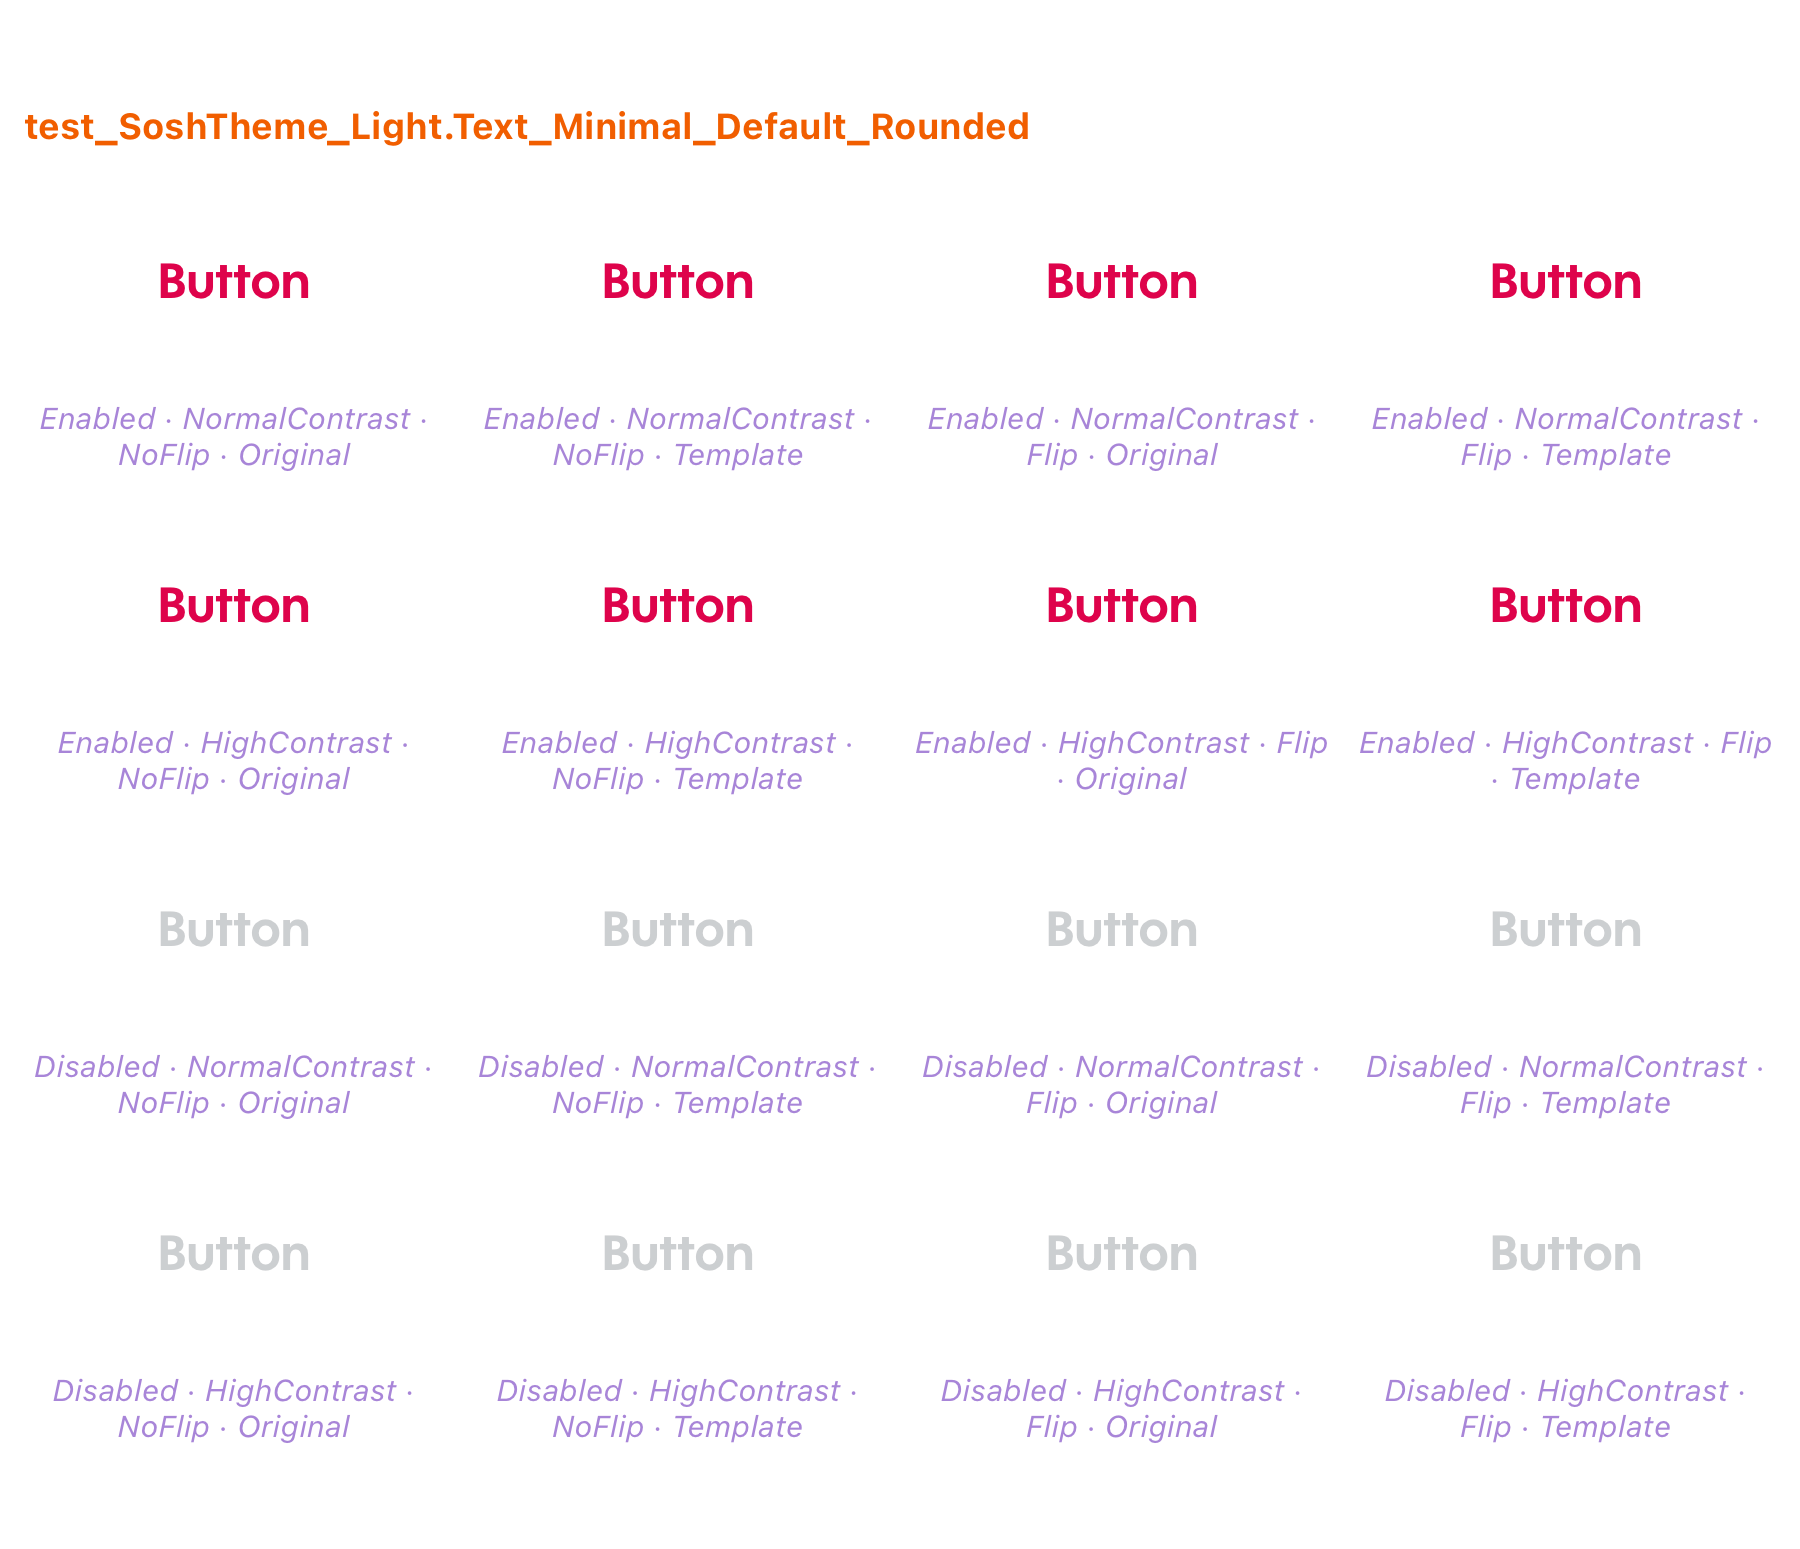 test_SoshTheme_Light.Text_Minimal_Default_Rounded
Button Button Button Button
Enabled · NormalContrast · Enabled · NormalContrast · Enabled · NormalContrast · Enabled · NormalContrast ·
NoFlip · Original NoFlip · Template Flip · Original Flip · Template
Button Button Button Button
Enabled · HighContrast · Enabled · HighContrast · Enabled · HighContrast · Flip Enabled · HighContrast · Flip
NoFlip · Original NoFlip · Template · Original · Template
Button Button Button Button
Disabled · NormalContrast · Disabled · NormalContrast · Disabled · NormalContrast · Disabled · NormalContrast ·
NoFlip · Original NoFlip · Template Flip · Original Flip · Template
Button Button Button Button
Disabled · HighContrast · Disabled · HighContrast · Disabled · HighContrast · Disabled · HighContrast ·
NoFlip · Original NoFlip · Template Flip · Original Flip · Template